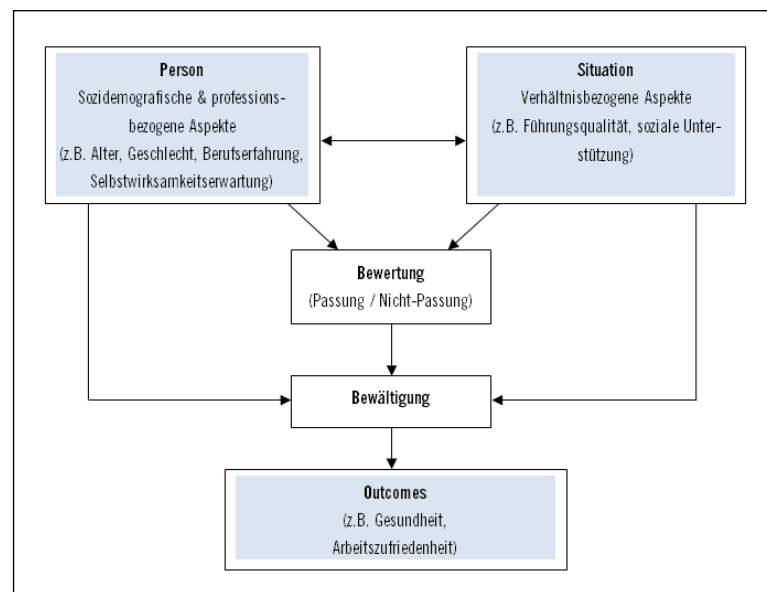 Person
Sozidemografische & professions-
bezogene Aspekte
(z.B. Alter, Geschlecht, Berufserfahrung,
Selbstwirksamkeitserwartung)
Situation
Verhältnisbezogene Aspekte
(z.B. Führungsqualität, soziale Unter-
stützung)
Bewertung
(Passung / Nicht-Passung)
Bewältigung
Outcomes
(z.B. Gesundheit,
Arbeitszufriedenheit)